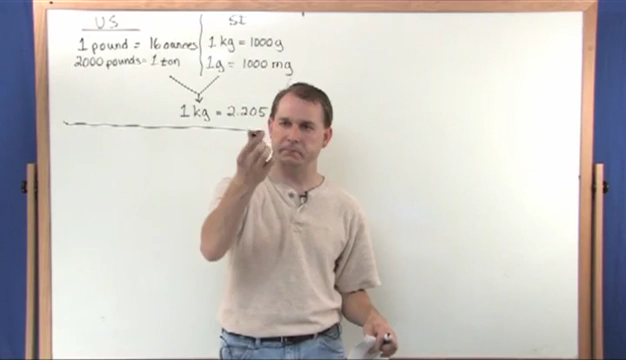 US
1 pound = 16 ounces
2000 pounds = 1 ton
SI
1 kg = 1000 g
1 g = 1000 mg
1 kg = 2.205